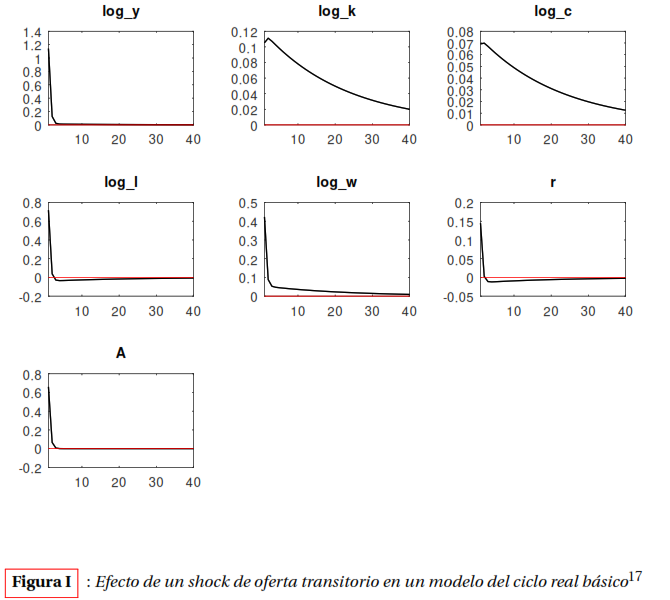 log_y log_k log_c
1.4 0.12 0.08
1.2 0.1 0.07
1 0.08 0.06
0.8 0.06 0.05
0.6 0.04 0.04
0.4 0.02 0.03
0.2 0 0.02
0 0.01
0
10 20 30 40 10 20 30 40 10 20 30 40
log_l log_w r
0.8 0.5 0.2
0.6 0.4 0.15
0.4 0.3 0.1
0.2 0.2 0.05
0 0.1 0
-0.2 0 -0.05
10 20 30 40 10 20 30 40 10 20 30 40
A
0.8
0.6
0.4
0.2
0
-0.2
10 20 30 40
Figura I : Efecto de un shock de oferta transitorio en un modelo del ciclo real básico17